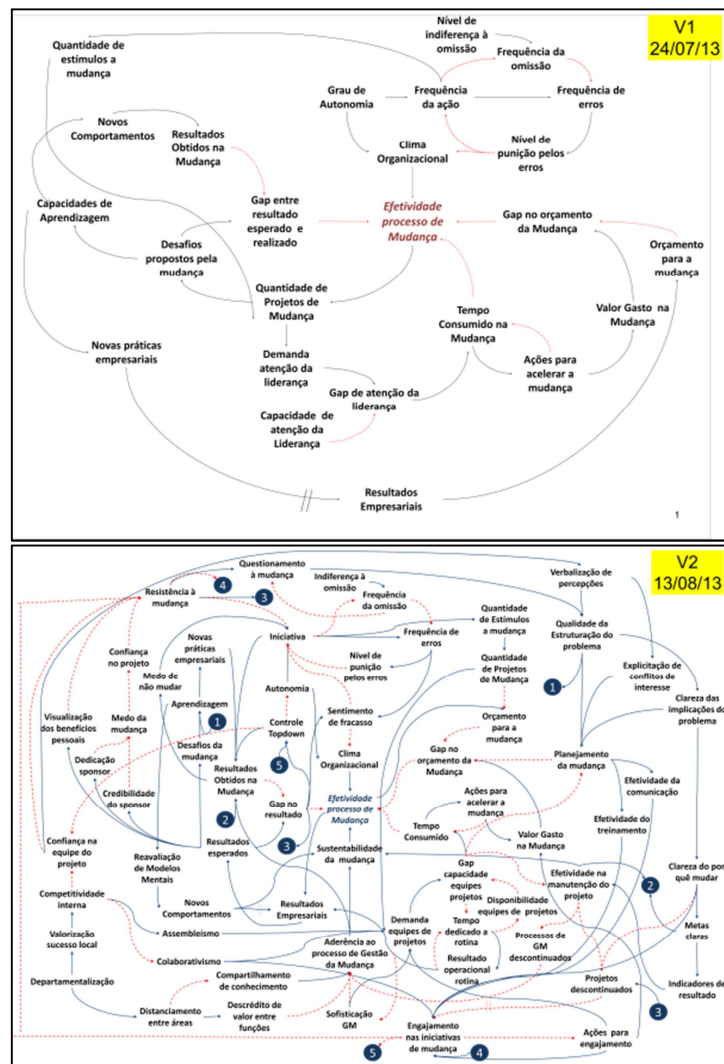 V1
24/07/13
Quantidade de
estímulos a
mudança
Nível de
indiferença à
omissão
Frequência da
omissão
Grau de
Autonomia
Frequência
da ação
Frequência de
erros
Novos
Comportamentos
Resultados
Obtidos na
Mudança
Clima
Organizacional
Nível de
punição pelos
erros
Capacidades de
Aprendizagem
Gap entre
resultado
esperado e
realizado
Efetividade
processo de
Mudança
Gap no orçamento
da Mudança
Desafios
propostos pela
mudança
Orçamento
para a
mudança
Quantidade de
Projetos de
Mudança
Tempo
Consumido na
Mudança
Valor Gasto na
Mudança
Novas práticas
empresariais
Demanda
atenção da
liderança
Ações para
acelerar a
mudança
Gap de atenção da
liderança
Capacidade de
atenção da
Liderança
Resultados
Empresariais
1
V2
13/08/13
Questionamento
à mudança
Verbalização de
percepções
4
3
Resistência à
mudança
Indiferença à
omissão
Frequência
da omissão
Quantidade
de Estímulos
a mudança
Qualidade da
Estruturação do
problema
Iniciativa
Frequência de
erros
Confiança
no projeto
Novas
práticas
empresariais
Medo de
não mudar
Nível de
punição
pelos erros
Quantidade
de Projetos
de Mudança
1
Explicitação de
conflitos de
interesse
Clareza das
implicações do
problema
Autonomia
Aprendizagem
Visualização
dos benefícios
pessoais
Medo da
mudança
1
Controle
Topdown
Sentimento
de fracasso
Orçamento
para a
mudança
Desafios da
mudança
Dedicação
sponsor
5
Clima
Organizacional
Gap no
orçamento da
Mudança
Planejamento
da mudança
Resultados
Obtidos na
Mudança
Credibilidade
do sponsor
Efetividade
processo de
Mudança
Ações para
acelerar a
mudança
Efetividade da
comunicação
Gap no
resultado
2
Efetividade do
treinamento
Confiança na
equipe do
projeto
Tempo
Consumido
Valor Gasto
na Mudança
Resultados
esperados
3
Sustentabilidade
da mudança
Reavaliação
de Modelos
Mentais
Gap
capacidade
equipes
projetos
Efetividade na
manutenção do
projeto
Clareza do por
quê mudar
2
Competitividade
interna
Novos
Comportamentos
Resultados
Empresariais
Disponibilidade
equipes de projetos
Demanda
equipes de
projetos
Tempo
dedicado a
rotina
Metas
claras
Valorização
sucesso local
Assembleismo
Processos de
GM
descontinuados
Aderência ao
processo de Gestão
da Mudança
Colaborativismo
Resultado
operacional
rotina
Departamentalização
Compartilhamento
de conhecimento
Projetos
descontinuados
Indicadores de
resultado
3
Distanciamento
entre áreas
Descrédito de
valor entre
funções
Sofisticação
GM
Engajamento
nas iniciativas
de mudança
Ações para
engajamento
5
4